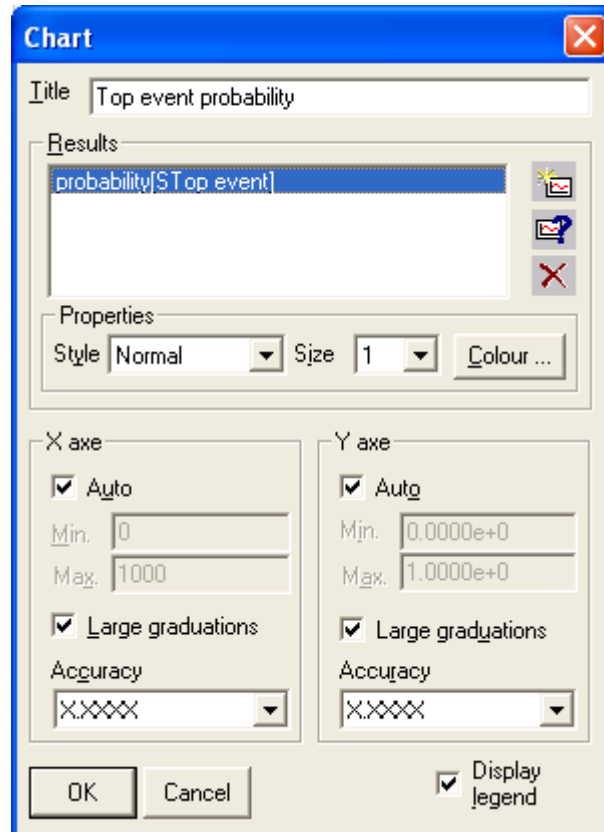 Chart
Title Top event probability
Results
probability[STop event]
Properties
Style Normal Size 1 Colour ...
X axe
Auto
Min. 0
Max. 1000
Large graduations
Accuracy
X.XXXX
Y axe
Auto
Min. 0.0000e+0
Max. 1.0000e+0
Large graduations
Accuracy
X.XXXX
OK Cancel
Display
legend